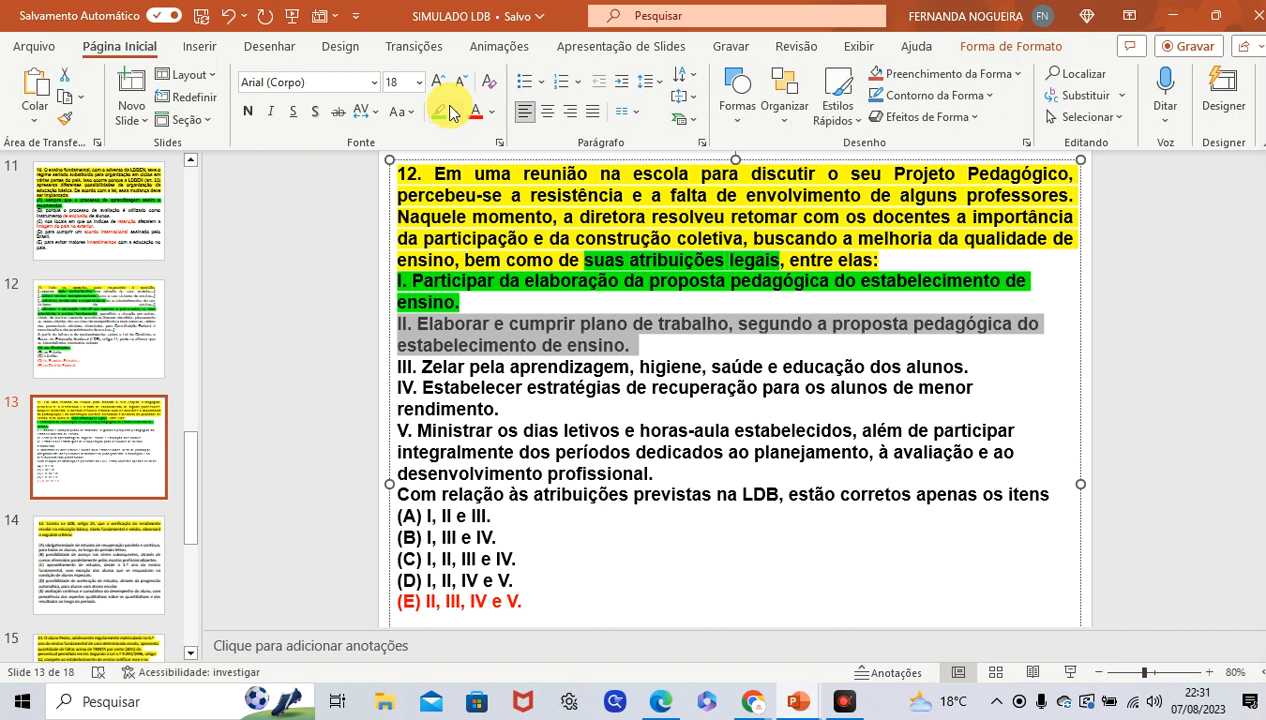 Salvamento Automático
SIMULADO LDB • Salvo
Pesquisar
FERNANDA NOGUEIRA
FN
Arquivo
Página Inicial
Inserir
Desenhar
Design
Transições
Animações
Apresentação de Slides
Gravar
Revisão
Exibir
Ajuda
Forma de Formato
Gravar
Colar
Novo
Slide
Layout
Redefinir
Seção
Arial (Corpo)
18
N
I
S
S
ab
AV
Aa
A
Formas
Organizar
Estilos
Rápidos
Preenchimento da Forma
Contorno da Forma
Efeitos de Forma
Localizar
Substituir
Selecionar
Ditar
Designer
Área de Transfer...
Slides
Fonte
Parágrafo
Desenho
Editando
Voz
Designer
11
12
13
14
15
12. Em uma reunião na escola para discutir o seu Projeto Pedagógico,
percebeu-se a resistência e a falta de envolvimento de alguns professores.
Naquele momento, a diretora resolveu retomar com os docentes a importância
da participação e da construção coletiva, buscando a melhoria da qualidade de
ensino, bem como de suas atribuições legais, entre elas:
I. Participar da elaboração da proposta pedagógica do estabelecimento de
ensino.
II. Elaborar e cumprir plano de trabalho, segundo a proposta pedagógica do
estabelecimento de ensino.
III. Zelar pela aprendizagem, higiene, saúde e educação dos alunos.
IV. Estabelecer estratégias de recuperação para os alunos de menor
rendimento.
V. Ministrar os dias letivos e horas-aula estabelecidos, além de participar
integralmente dos períodos dedicados ao planejamento, à avaliação e ao
desenvolvimento profissional.
Com relação às atribuições previstas na LDB, estão corretos apenas os itens
(A) I, II e III.
(B) I, III e IV.
(C) I, II, III e IV.
(D) I, II, IV e V.
(E) II, III, IV e V.
Clique para adicionar anotações
Slide 13 de 18
Acessibilidade: investigar
Anotações
80%
Pesquisar
18°C
22:31
07/08/2023